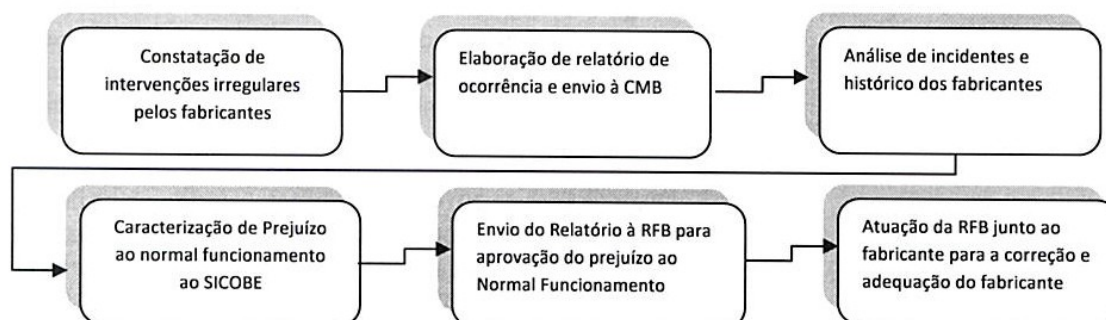 Constatação de
intervenções irregulares
pelos fabricantes
Elaboração de relatório de
ocorrência e envio à CMB
Análise de incidentes e
histórico dos fabricantes
Caracterização de Prejuízo
ao normal funcionamento
ao SICOBE
Envio do Relatório à RFB para
aprovação do prejuízo ao
Normal Funcionamento
Atuação da RFB junto ao
fabricante para a correção e
adequação do fabricante